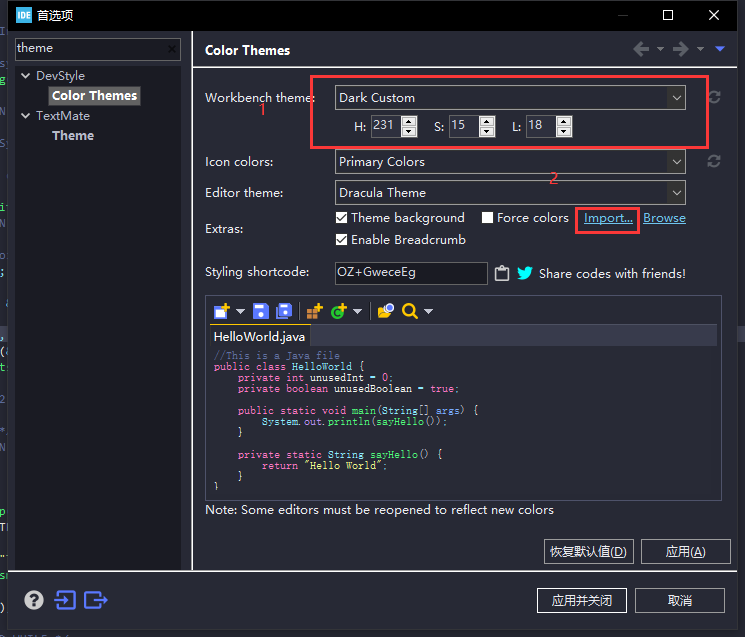 IDE 首选项
theme
DevStyle
Color Themes
TextMate
Theme
Color Themes
Workbench theme:
1
Dark Custom
H: 231 S: 15 L: 18
Icon colors: Primary Colors
2
Editor theme: Dracula Theme
Extras: Theme background Force colors Import... Browse
Enable Breadcrumb
Styling shortcode: OZ+GweceEg Share codes with friends!
HelloWorld.java
//This is a Java file
public class HelloWorld {
private int unusedInt = 0;
private boolean unusedBoolean = true;
public static void main(String[] args) {
System.out.println(sayHello());
}
private static String sayHello() {
return "Hello World";
}
}
Note: Some editors must be reopened to reflect new colors
恢复默认值(D) 应用(A)
应用并关闭 取消